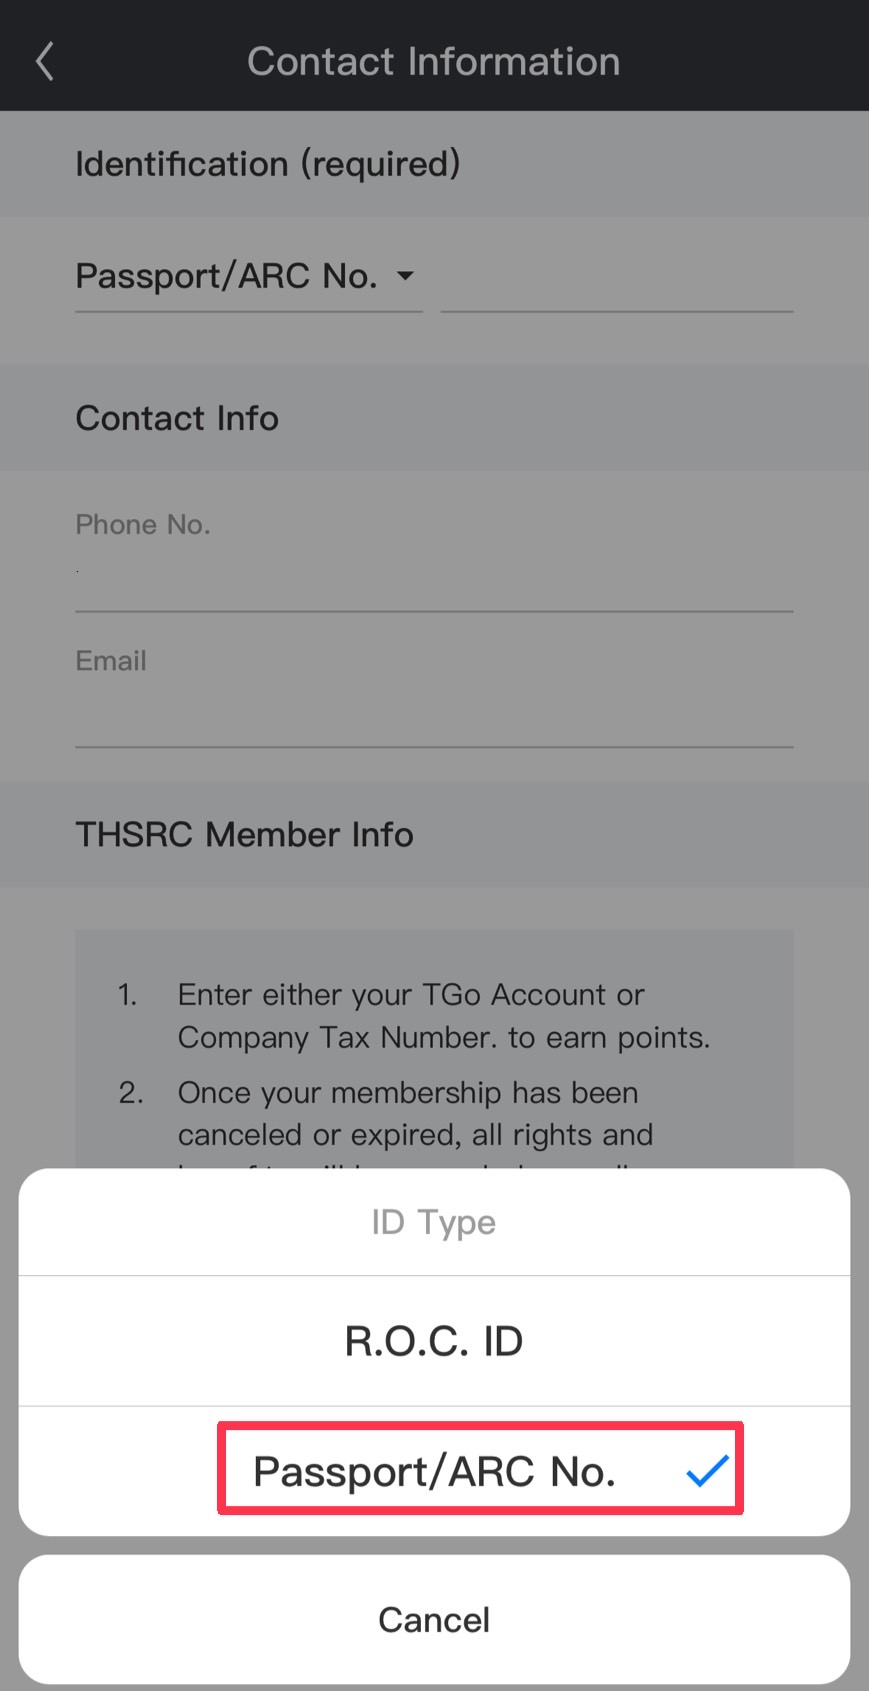 Contact Information
Identification (required)
Passport/ARC No.
Contact Info
Phone No.
Email
THSRC Member Info
1. Enter either your TGo Account or
Company Tax Number. to earn points.
2. Once your membership has been
canceled or expired, all rights and
ID Type
R.O.C. ID
Passport/ARC No.
Cancel